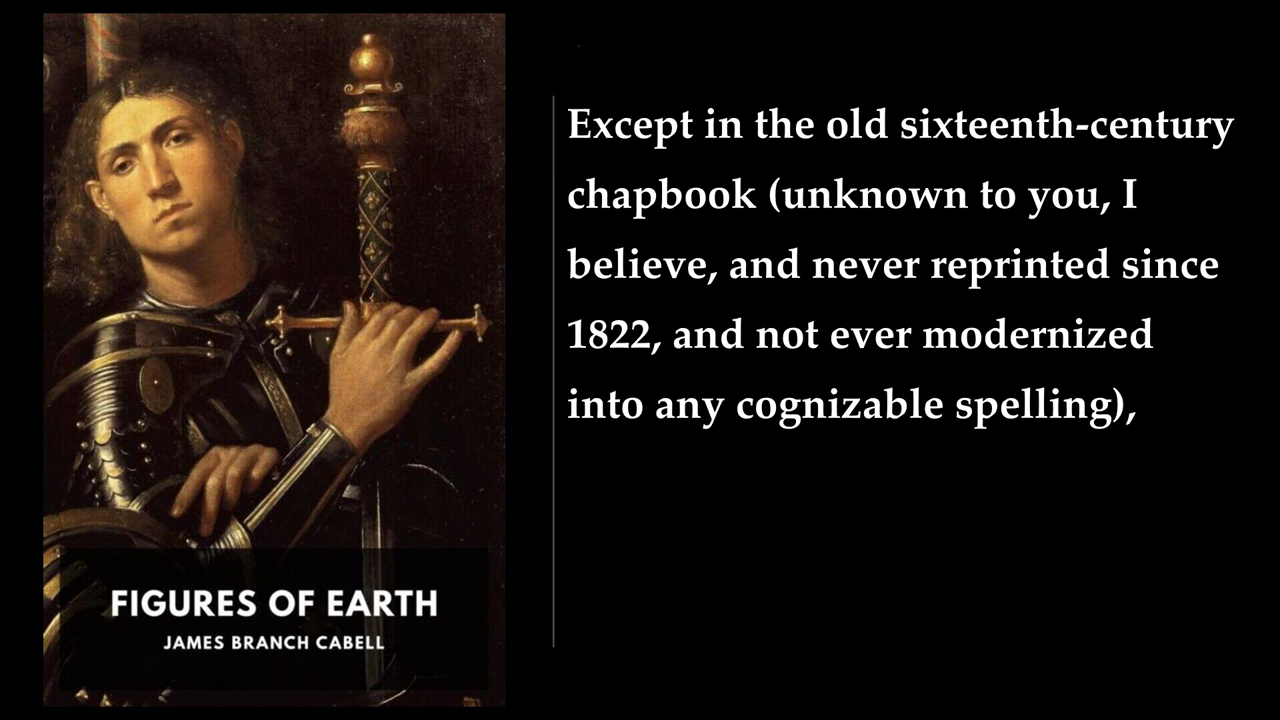 Except in the old sixteenth-century
chapbook (unknown to you, I
believe, and never reprinted since
1822, and not ever modernized
into any cognizable spelling),
FIGURES OF EARTH
JAMES BRANCH CABELL